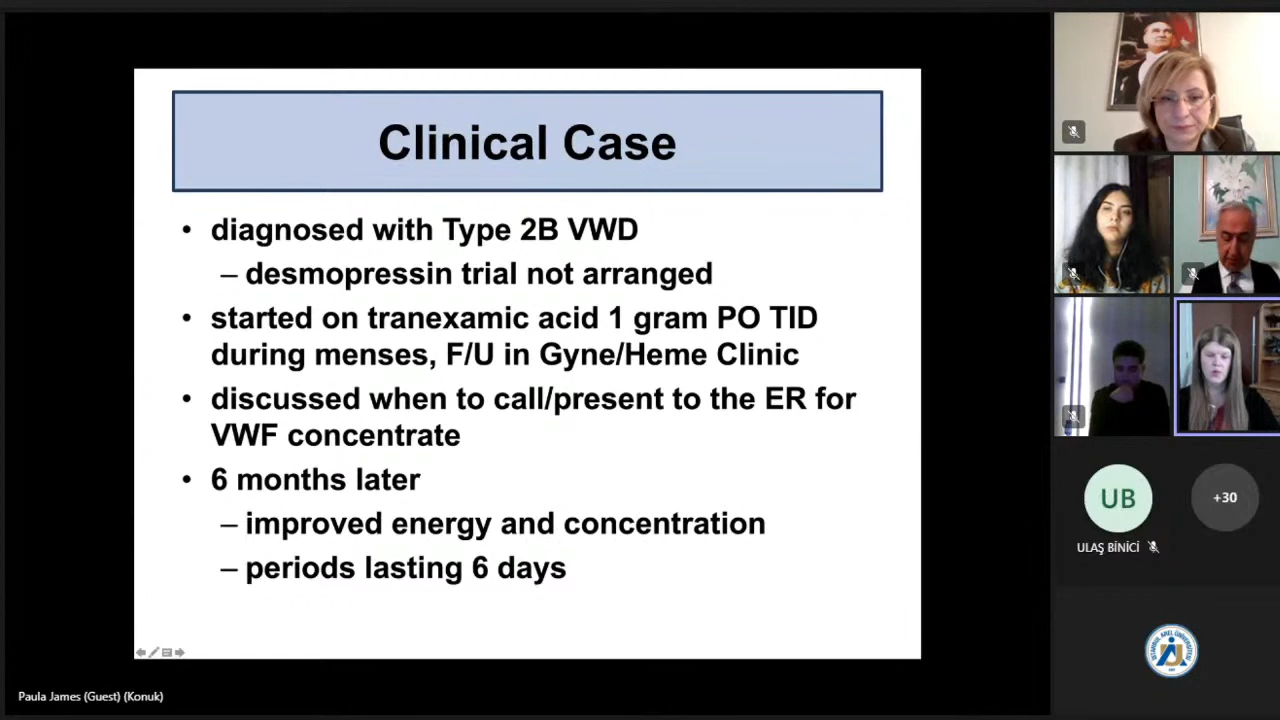 Clinical Case
• diagnosed with Type 2B VWD
– desmopressin trial not arranged
• started on tranexamic acid 1 gram PO TID
during menses, F/U in Gyne/Heme Clinic
• discussed when to call/present to the ER for
VWF concentrate
• 6 months later
– improved energy and concentration
– periods lasting 6 days
Paula James (Guest) (Konuk)
UB
+30
ULAŞ BİNİCİ